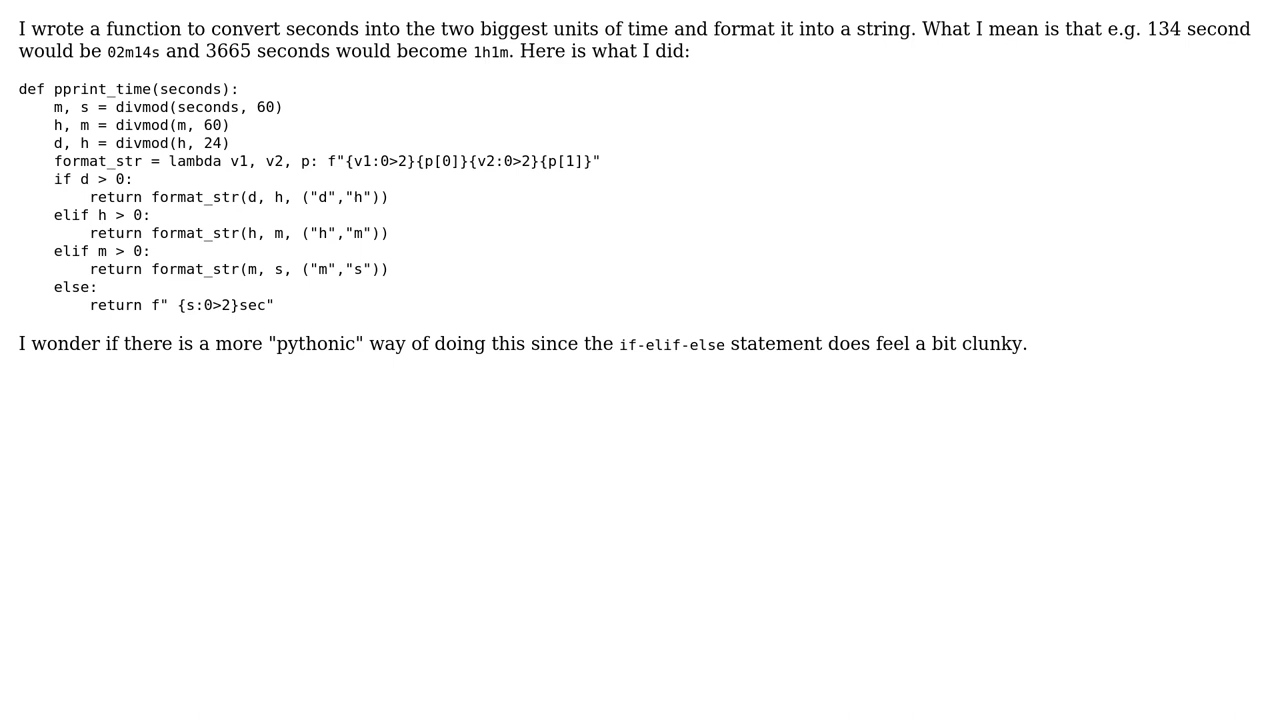 I wrote a function to convert seconds into the two biggest units of time and format it into a string. What I mean is that e.g. 134 second
would be 02m14s and 3665 seconds would become 1h1m. Here is what I did:
def pprint_time(seconds):
    m, s = divmod(seconds, 60)
    h, m = divmod(m, 60)
    d, h = divmod(h, 24)
    format_str = lambda v1, v2, p: f"{v1:0>2}{p[0]}{v2:0>2}{p[1]}"
    if d > 0:
        return format_str(d, h, ("d","h"))
    elif h > 0:
        return format_str(h, m, ("h","m"))
    elif m > 0:
        return format_str(m, s, ("m","s"))
    else:
        return f" {s:0>2}sec"
I wonder if there is a more "pythonic" way of doing this since the if-elif-else statement does feel a bit clunky.